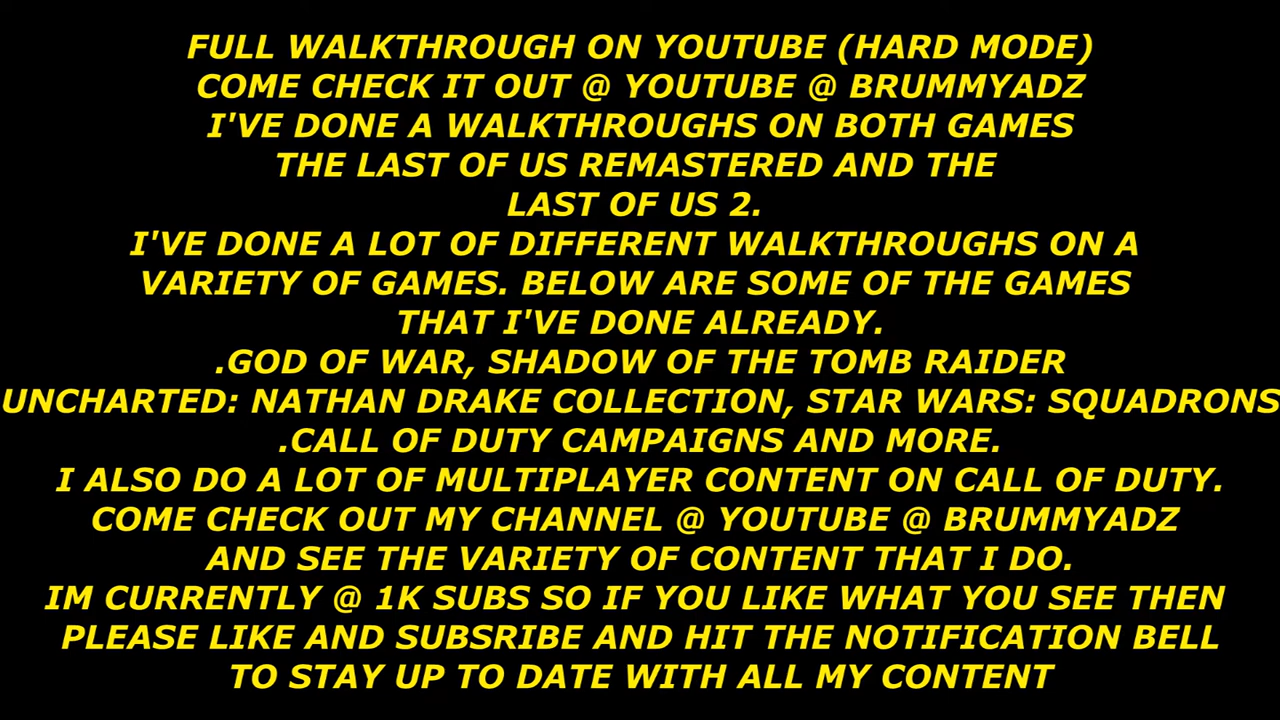 FULL WALKTHROUGH ON YOUTUBE (HARD MODE)
COME CHECK IT OUT @ YOUTUBE @ BRUMMYADZ
I'VE DONE A WALKTHROUGHS ON BOTH GAMES
THE LAST OF US REMASTERED AND THE
LAST OF US 2.
I'VE DONE A LOT OF DIFFERENT WALKTHROUGHS ON A
VARIETY OF GAMES. BELOW ARE SOME OF THE GAMES
THAT I'VE DONE ALREADY.
.GOD OF WAR, SHADOW OF THE TOMB RAIDER
UNCHARTED: NATHAN DRAKE COLLECTION, STAR WARS: SQUADRONS
.CALL OF DUTY CAMPAIGNS AND MORE.
I ALSO DO A LOT OF MULTIPLAYER CONTENT ON CALL OF DUTY.
COME CHECK OUT MY CHANNEL @ YOUTUBE @ BRUMMYADZ
AND SEE THE VARIETY OF CONTENT THAT I DO.
IM CURRENTLY @ 1K SUBS SO IF YOU LIKE WHAT YOU SEE THEN
PLEASE LIKE AND SUBSRIBE AND HIT THE NOTIFICATION BELL
TO STAY UP TO DATE WITH ALL MY CONTENT